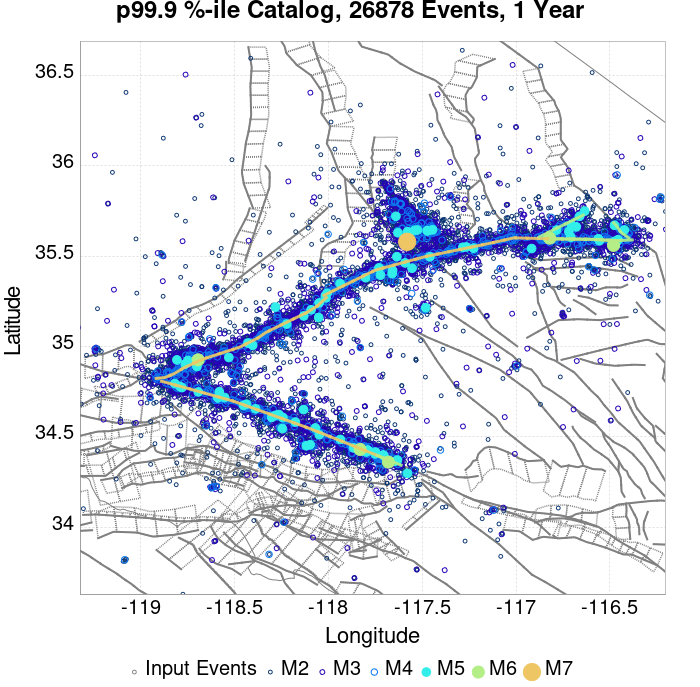 p99.9 %-ile Catalog, 26878 Events, 1 Year
36.5
36
35.5
35
34.5
34
Latitude
-119 -118.5 -118 -117.5 -117 -116.5
Longitude
Input Events M2 M3 M4 M5 M6 M7